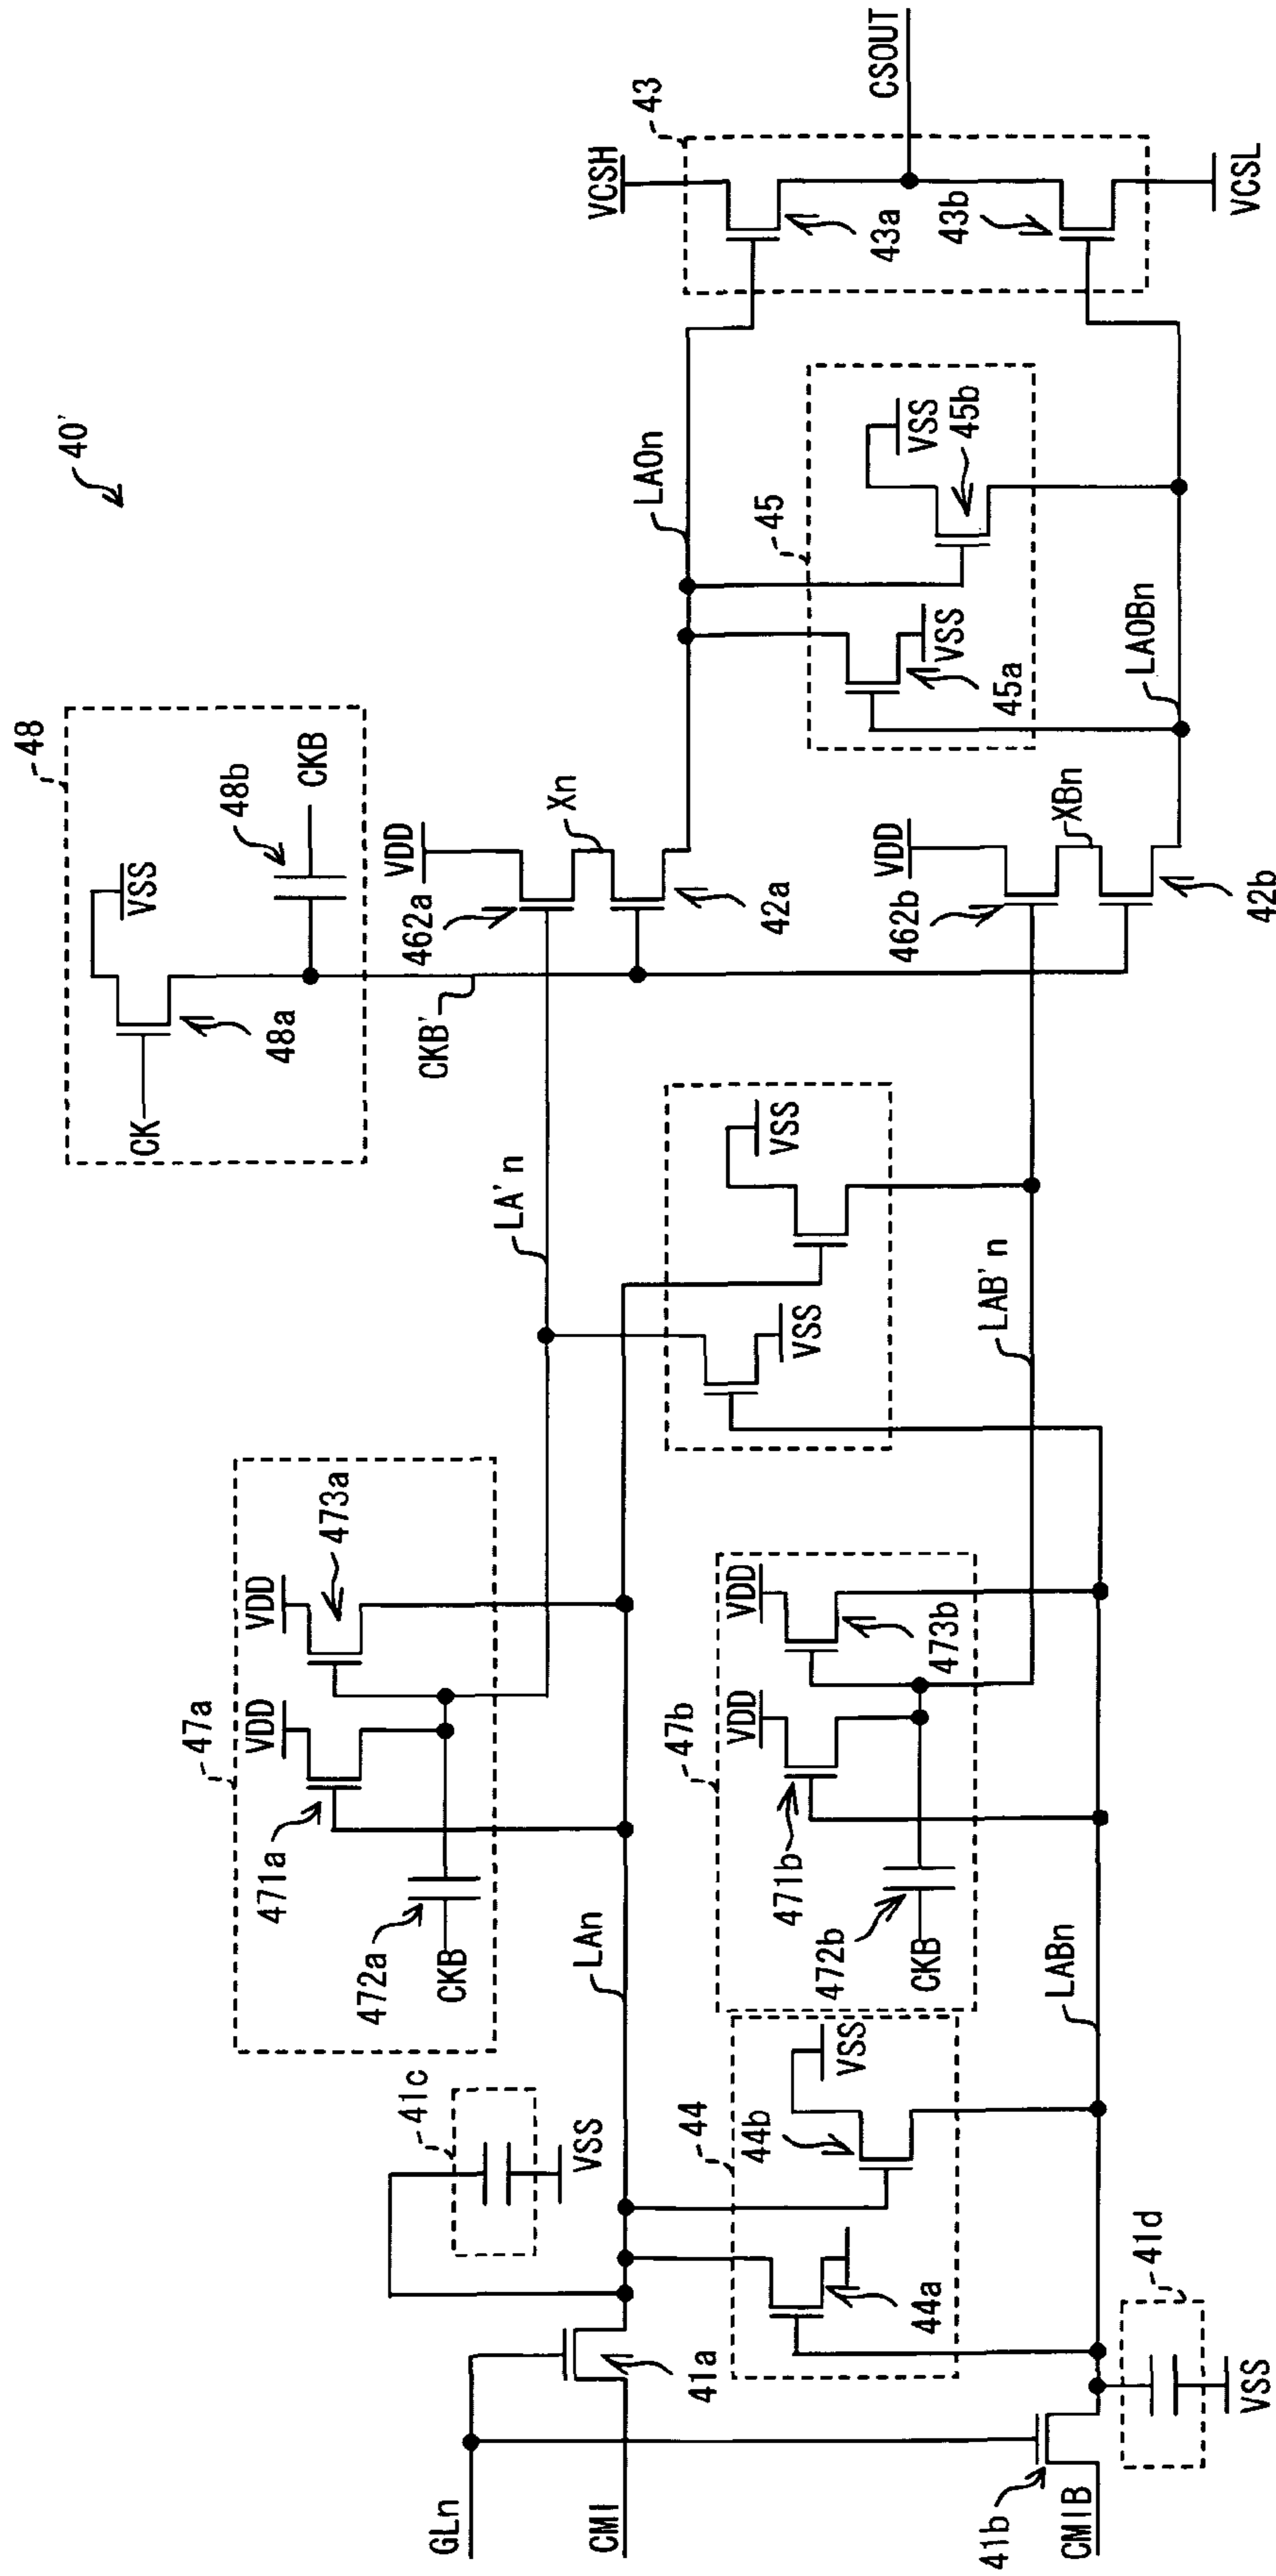 40'
48
VSS
48b
CKB
48a
CK
CKB'
VDD
462a
Xn
42a
LA'n
LAOn
VCSH
43
43a
CSOUT
43b
VCSL
45
VSS
45b
VSS
45a
LAOBn
VDD
462b
XBn
42b
47a
VDD
VDD
473a
471a
472a
CKB
LAn
VSS
VSS
LAB'n
47b
VDD
VDD
473b
471b
472b
CKB
LABn
41c
VSS
44
VSS
44b
44a
GLn
CMI
41a
41b
CMIB
41d
VSS